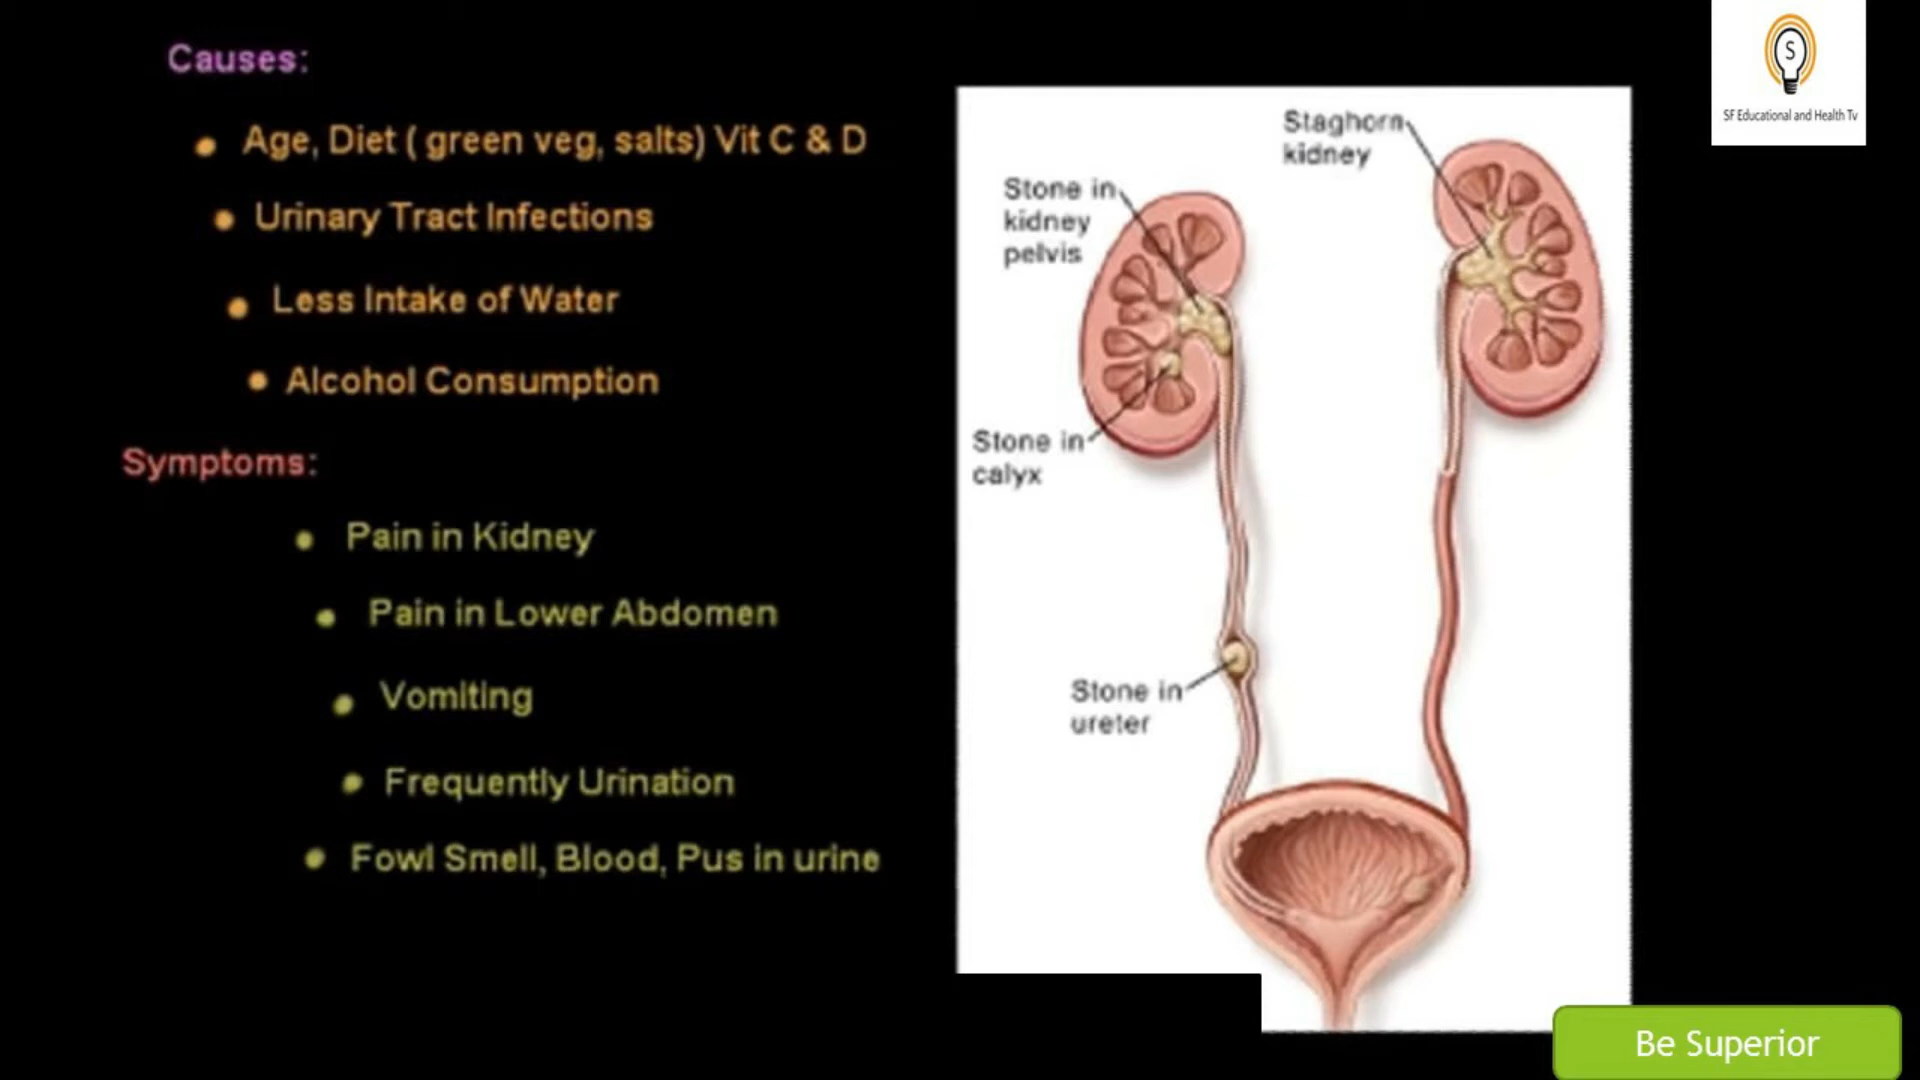 Causes:
Age, Diet ( green veg, salts) Vit C & D
Urinary Tract Infections
Less Intake of Water
Alcohol Consumption
Symptoms:
Pain in Kidney
Pain in Lower Abdomen
Vomiting
Frequently Urination
Fowl Smell, Blood, Pus in urine
Staghorn
kidney
Stone in
kidney
pelvis
Stone in
calyx
Stone in
ureter
S
SF Educational and Health Tv
Be Superior